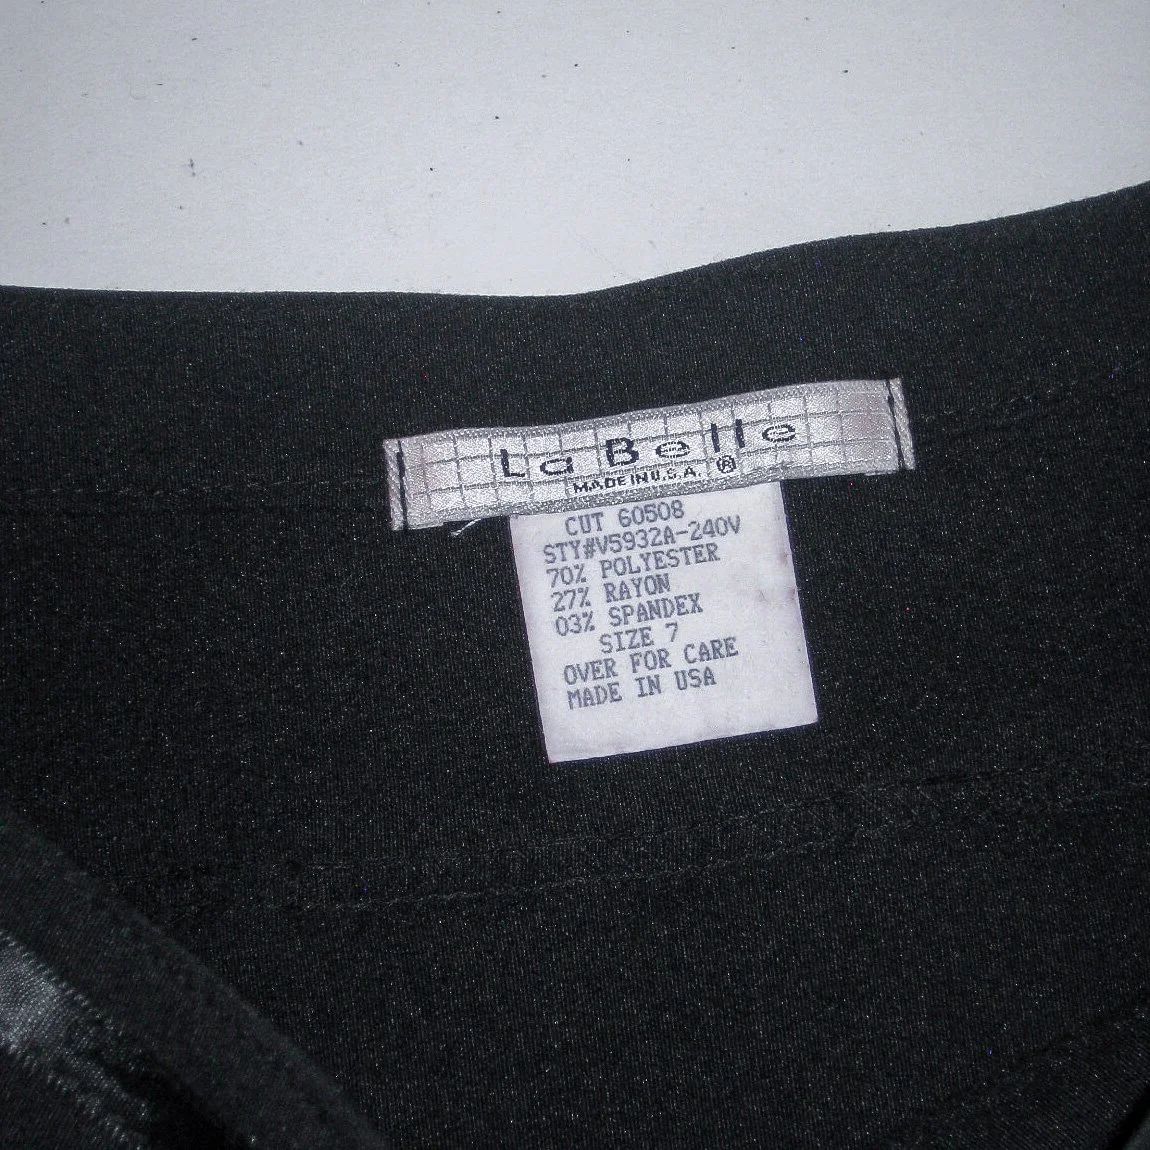 La Belle ®
MADE IN U.S.A.
CUT 60508
STY#V5932A-240V
70% POLYESTER
27% RAYON
03% SPANDEX
SIZE 7
OVER FOR CARE
MADE IN USA